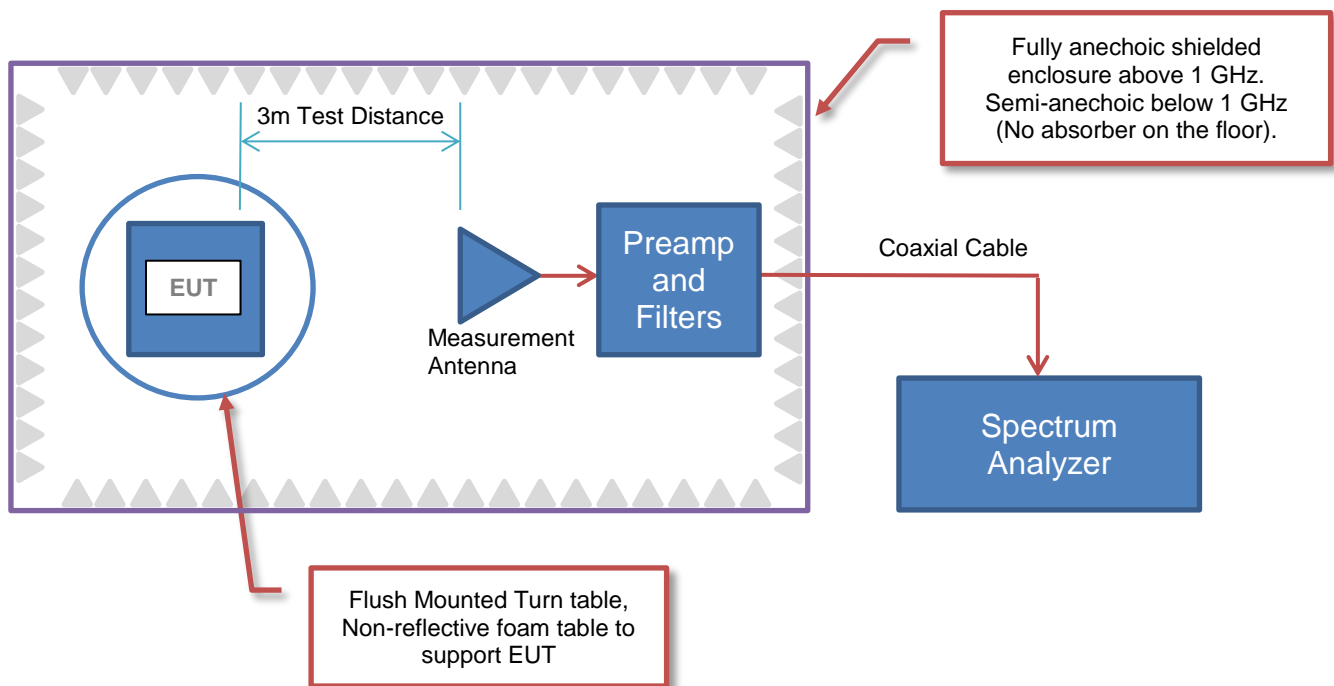 Fully anechoic shielded
enclosure above 1 GHz.
Semi-anechoic below 1 GHz
(No absorber on the floor).
3m Test Distance
EUT
Measurement
Antenna
Preamp
and
Filters
Coaxial Cable
Spectrum
Analyzer
Flush Mounted Turn table,
Non-reflective foam table to
support EUT